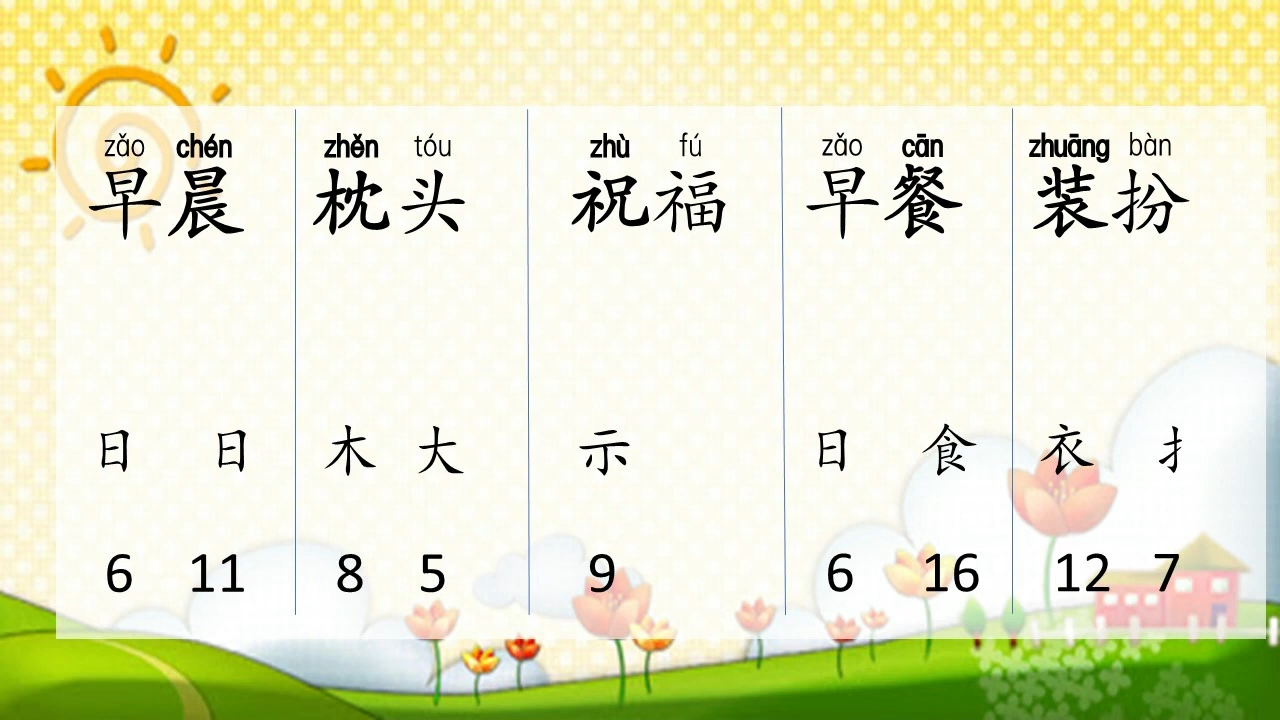 zǎo chén zhěn tóu zhù fú zǎo cān zhuāng bàn
早晨 枕头 祝福 早餐 装扮
日 日 木 大 示 日 食 衣 扌
6 11 8 5 9 6 16 12 7